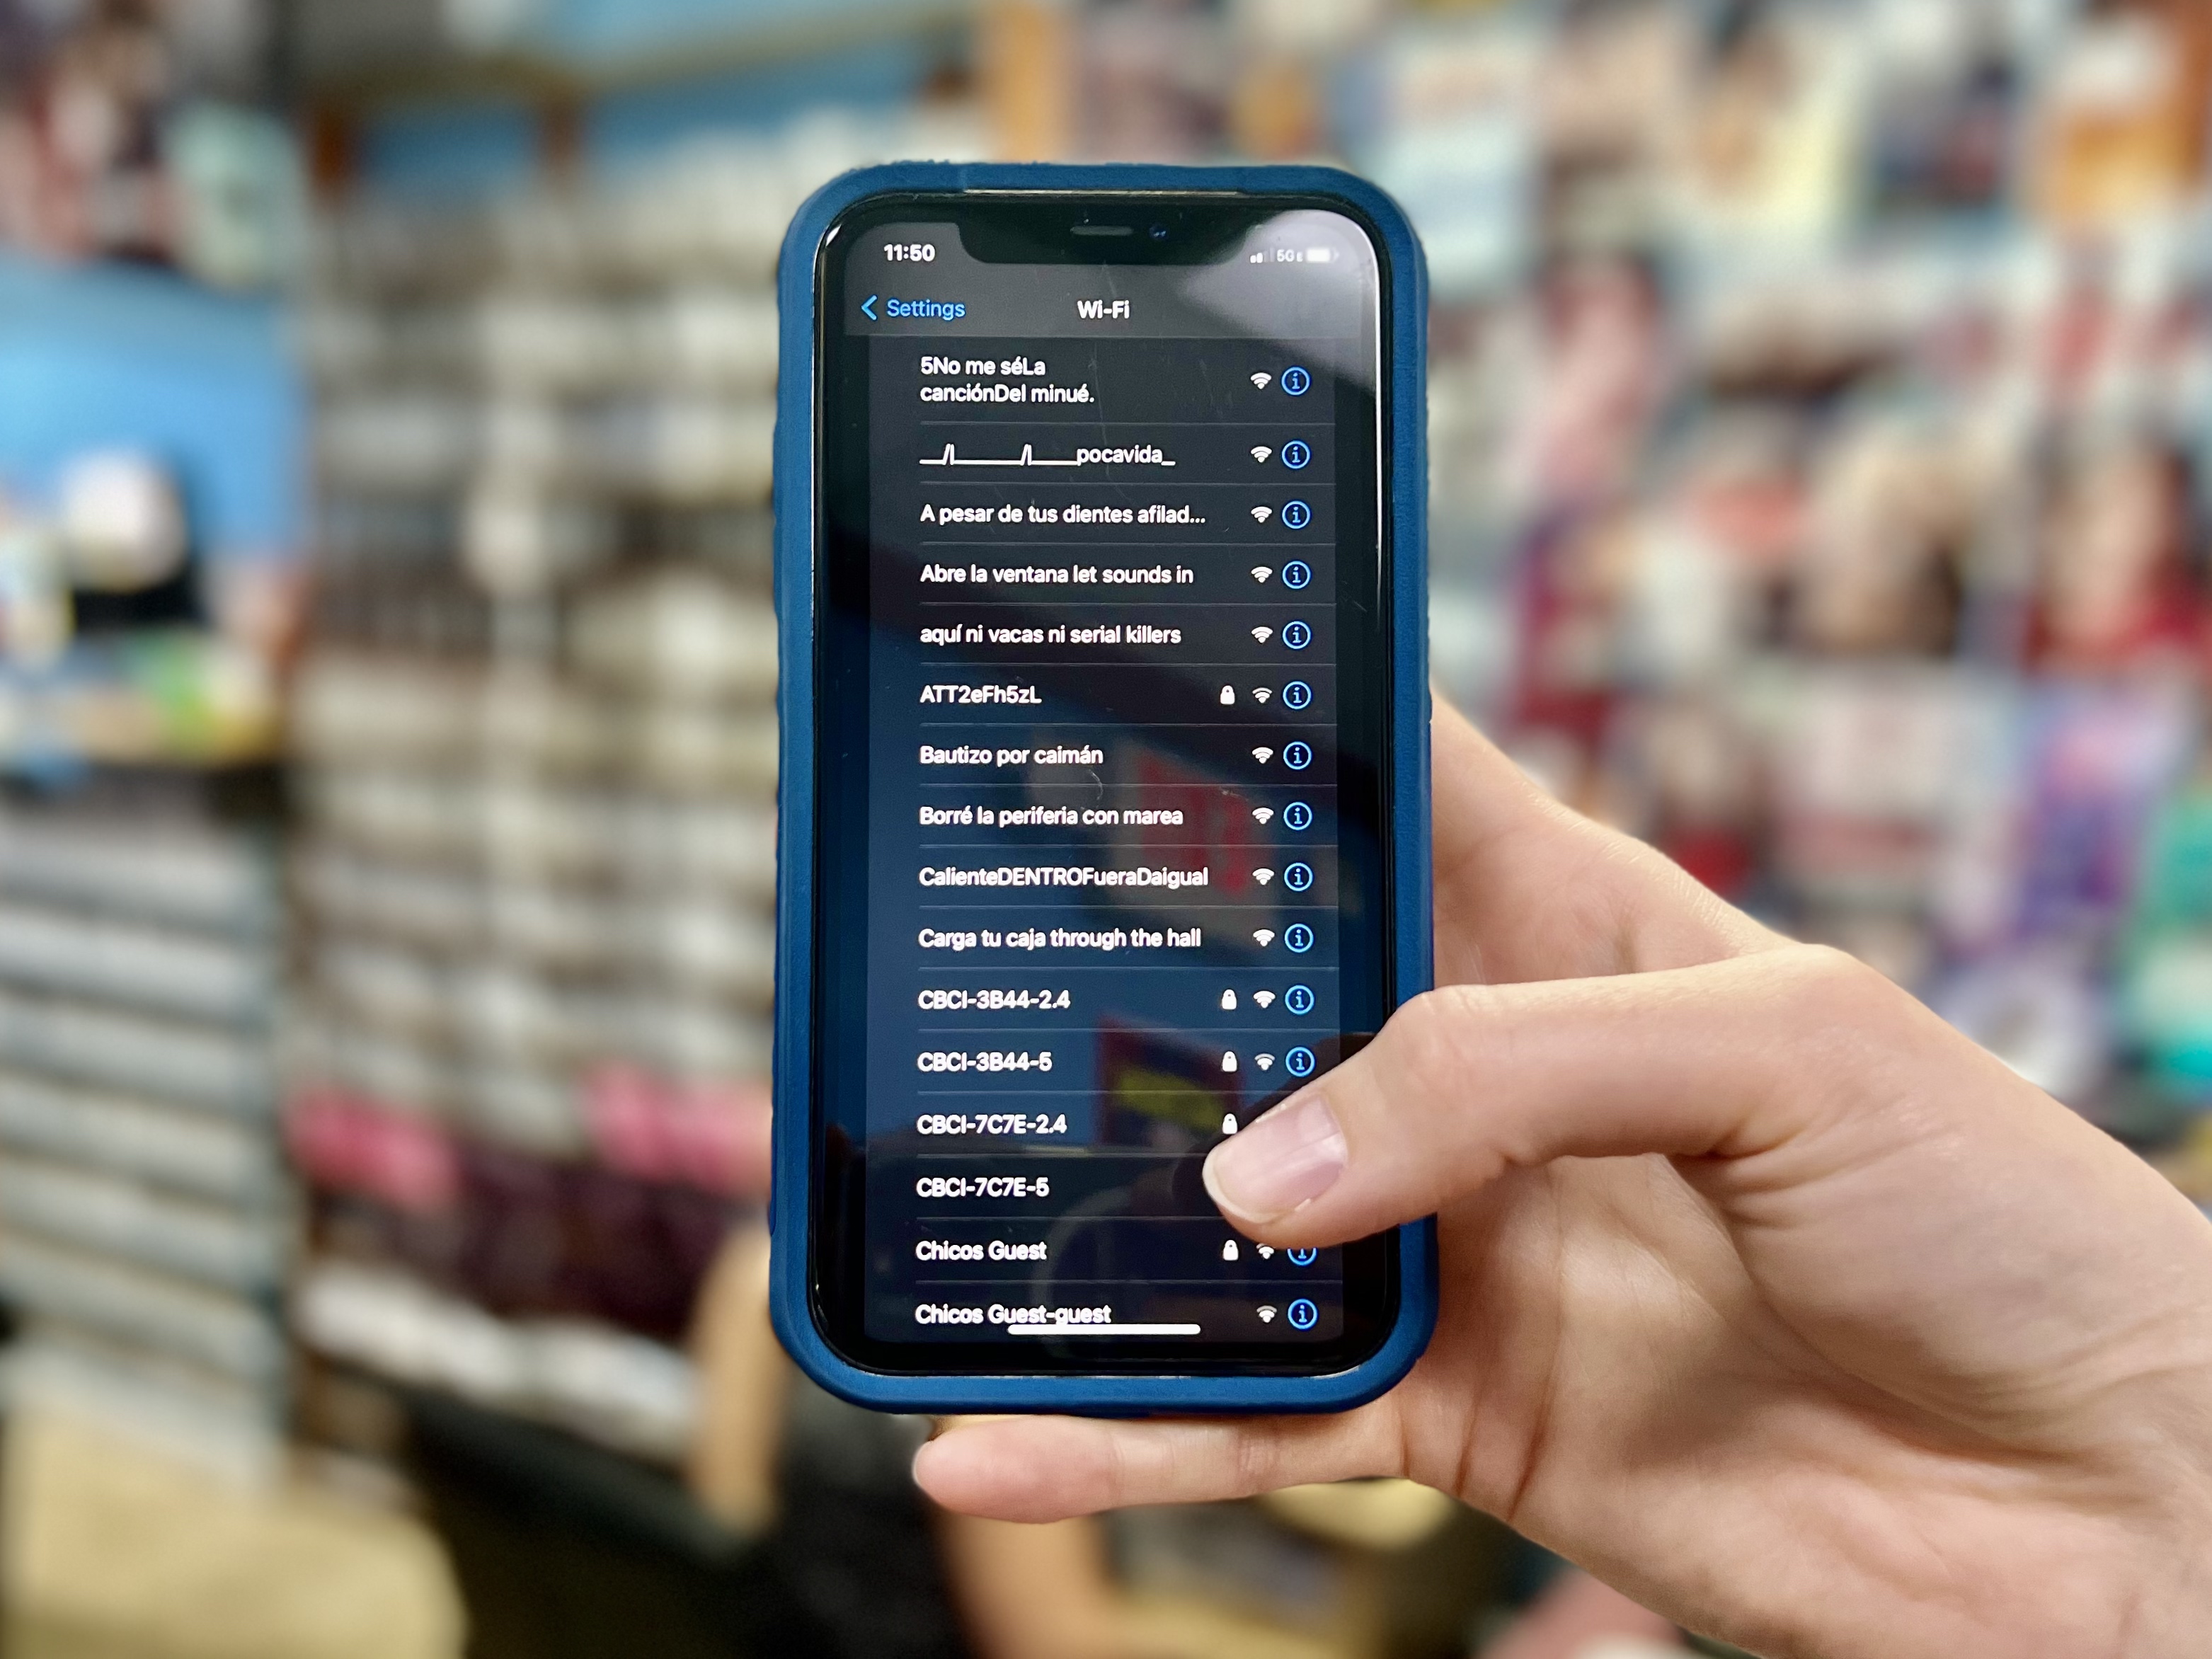 11:50
5G
Settings
Wi-Fi
5No me séLa
canciónDel minué.
__/l______/l____pocavida_
A pesar de tus dientes afilad...
Abre la ventana let sounds in
aquí ni vacas ni serial killers
ATT2eFh5zL
Bautizo por caimán
Borré la periferia con marea
CalienteDENTROFueraDaigual
Carga tu caja through the hall
CBCI-3B44-2.4
CBCI-3B44-5
CBCI-7C7E-2.4
CBCI-7C7E-5
Chicos Guest
Chicos Guest-guest